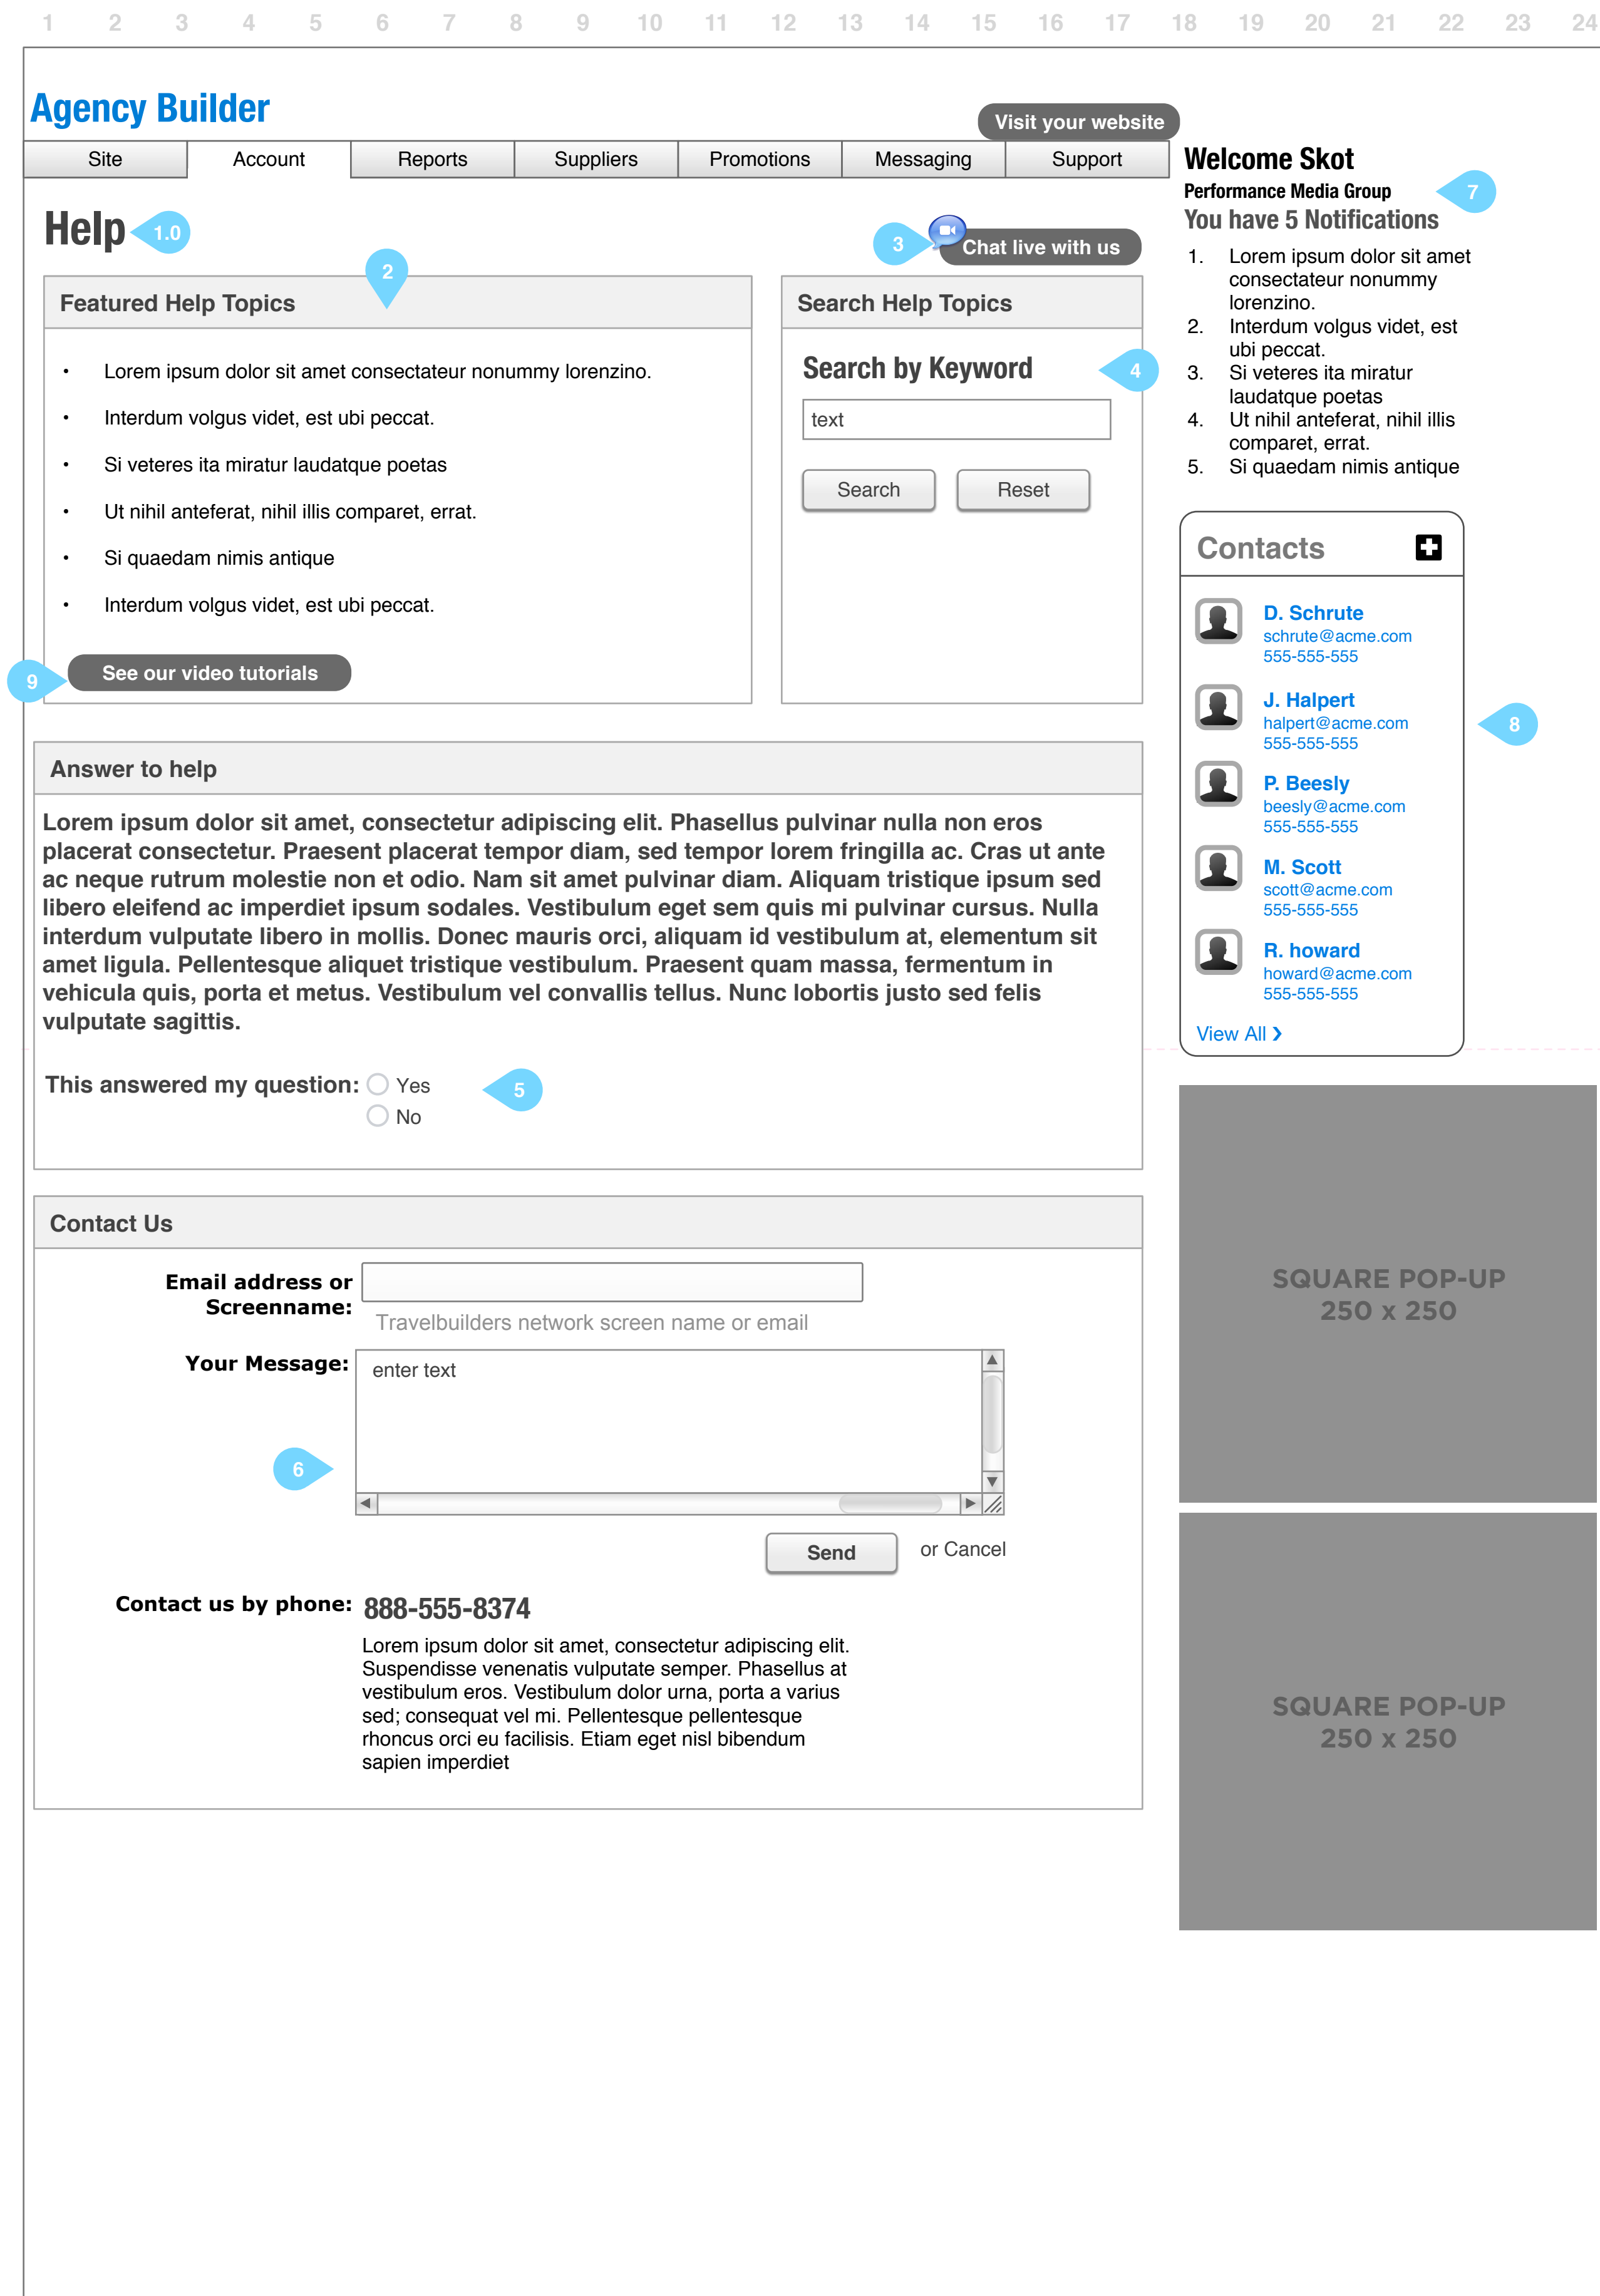 1 2 3 4 5 6 7 8 9 10 11 12 13 14 15 16 17 18 19 20 21 22 23 24
Agency Builder
Visit your website
Site Account Reports Suppliers Promotions Messaging Support
Help 1.0
3 Chat live with us
2
Featured Help Topics
• Lorem ipsum dolor sit amet consectateur nonummy lorenzino.
• Interdum volgus videt, est ubi peccat.
• Si veteres ita miratur laudatque poetas
• Ut nihil anteferat, nihil illis comparet, errat.
• Si quaedam nimis antique
• Interdum volgus videt, est ubi peccat.
9 See our video tutorials
Search Help Topics
Search by Keyword 4
text
Search Reset
Answer to help
Lorem ipsum dolor sit amet, consectetur adipiscing elit. Phasellus pulvinar nulla non eros
placerat consectetur. Praesent placerat tempor diam, sed tempor lorem fringilla ac. Cras ut ante
ac neque rutrum molestie non et odio. Nam sit amet pulvinar diam. Aliquam tristique ipsum sed
libero eleifend ac imperdiet ipsum sodales. Vestibulum eget sem quis mi pulvinar cursus. Nulla
interdum vulputate libero in mollis. Donec mauris orci, aliquam id vestibulum at, elementum sit
amet ligula. Pellentesque aliquet tristique vestibulum. Praesent quam massa, fermentum in
vehicula quis, porta et metus. Vestibulum vel convallis tellus. Nunc lobortis justo sed felis
vulputate sagittis.
This answered my question: Yes 5
No
Contact Us
Email address or
Screenname:
Travelbuilders network screen name or email
Your Message:
enter text
6
Send or Cancel
Contact us by phone: 888-555-8374
Lorem ipsum dolor sit amet, consectetur adipiscing elit.
Suspendisse venenatis vulputate semper. Phasellus at
vestibulum eros. Vestibulum dolor urna, porta a varius
sed; consequat vel mi. Pellentesque pellentesque
rhoncus orci eu facilisis. Etiam eget nisl bibendum
sapien imperdiet
Welcome Skot
Performance Media Group 7
You have 5 Notifications
1. Lorem ipsum dolor sit amet
consectateur nonummy
lorenzino.
2. Interdum volgus videt, est
ubi peccat.
3. Si veteres ita miratur
laudatque poetas
4. Ut nihil anteferat, nihil illis
comparet, errat.
5. Si quaedam nimis antique
Contacts
D. Schrute
schrute@acme.com
555-555-555
J. Halpert
halpert@acme.com
555-555-555
8
P. Beesly
beesly@acme.com
555-555-555
M. Scott
scott@acme.com
555-555-555
R. howard
howard@acme.com
555-555-555
View All ❯
SQUARE POP-UP
250 x 250
SQUARE POP-UP
250 x 250